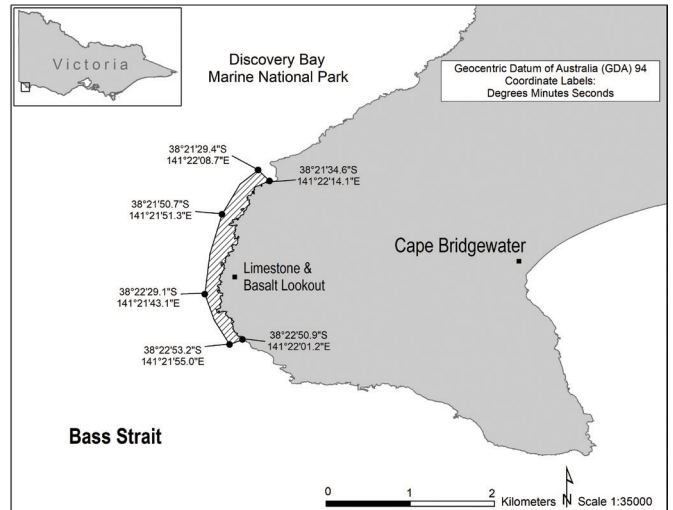 Victoria
Discovery Bay
Marine National Park
Geocentric Datum of Australia (GDA) 94
Coordinate Labels:
Degrees Minutes Seconds
38°21'29.4"S
141°22'08.7"E
38°21'34.6"S
141°22'14.1"E
38°21'50.7"S
141°21'51.3"E
Cape Bridgewater
Limestone &
Basalt Lookout
38°22'29.1"S
141°21'43.1"E
38°22'50.9"S
141°22'01.2"E
38°22'53.2"S
141°21'55.0"E
Bass Strait
0 1 2
Kilometers N Scale 1:35000